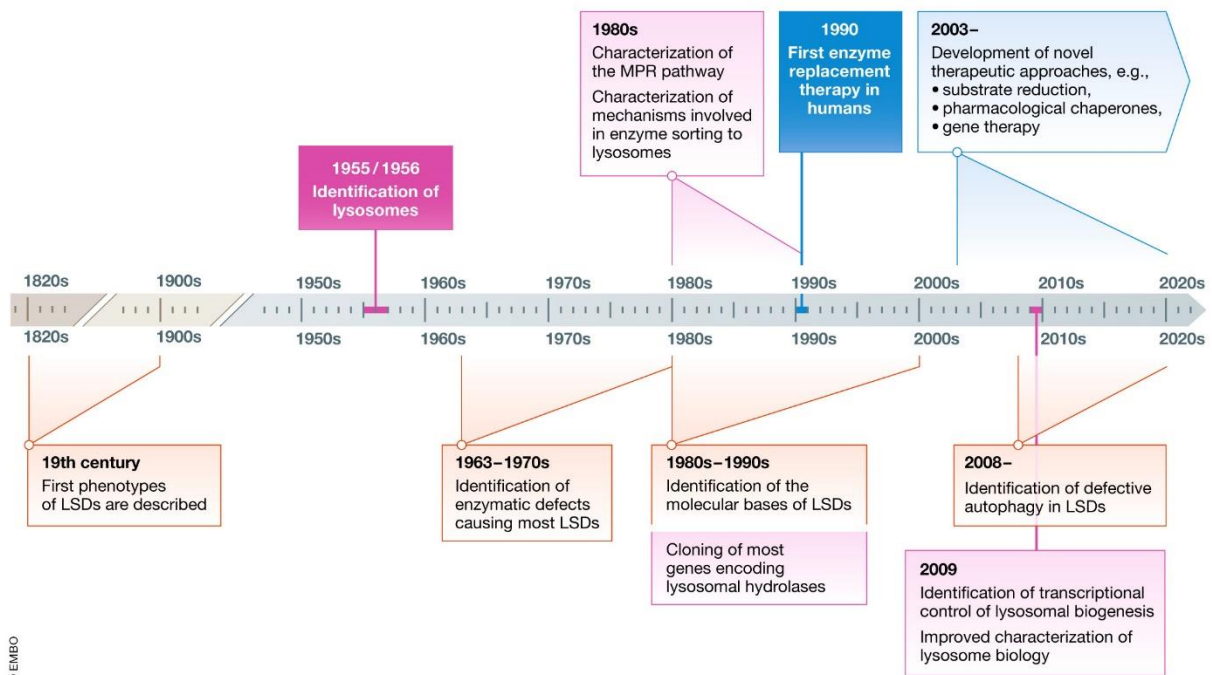 1980s
Characterization of
the MPR pathway
Characterization of
mechanisms involved
in enzyme sorting to
lysosomes
1990
First enzyme
replacement
therapy in
humans
2003–
Development of novel
therapeutic approaches, e.g.,
• substrate reduction,
• pharmacological chaperones,
• gene therapy
1955 / 1956
Identification of
lysosomes
1820s 1900s 1950s 1960s 1970s 1980s 1990s 2000s 2010s 2020s
1820s 1900s 1950s 1960s 1970s 1980s 1990s 2000s 2010s 2020s
19th century
First phenotypes
of LSDs are described
1963–1970s
Identification of
enzymatic defects
causing most LSDs
1980s–1990s
Identification of the
molecular bases of LSDs
Cloning of most
genes encoding
lysosomal hydrolases
2008–
Identification of defective
autophagy in LSDs
2009
Identification of transcriptional
control of lysosomal biogenesis
Improved characterization of
lysosome biology
EMBO